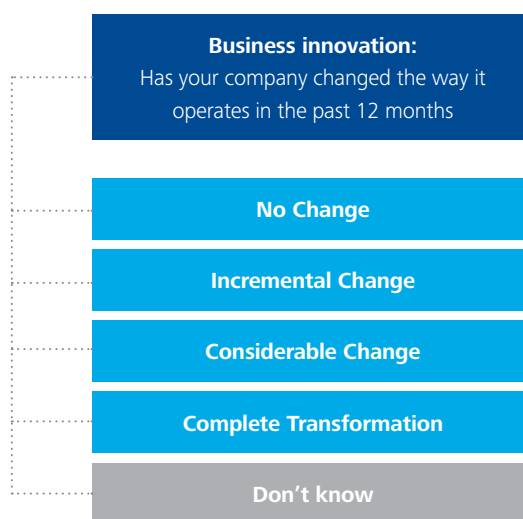 Business innovation:
Has your company changed the way it
operates in the past 12 months
No Change
Incremental Change
Considerable Change
Complete Transformation
Don’t know